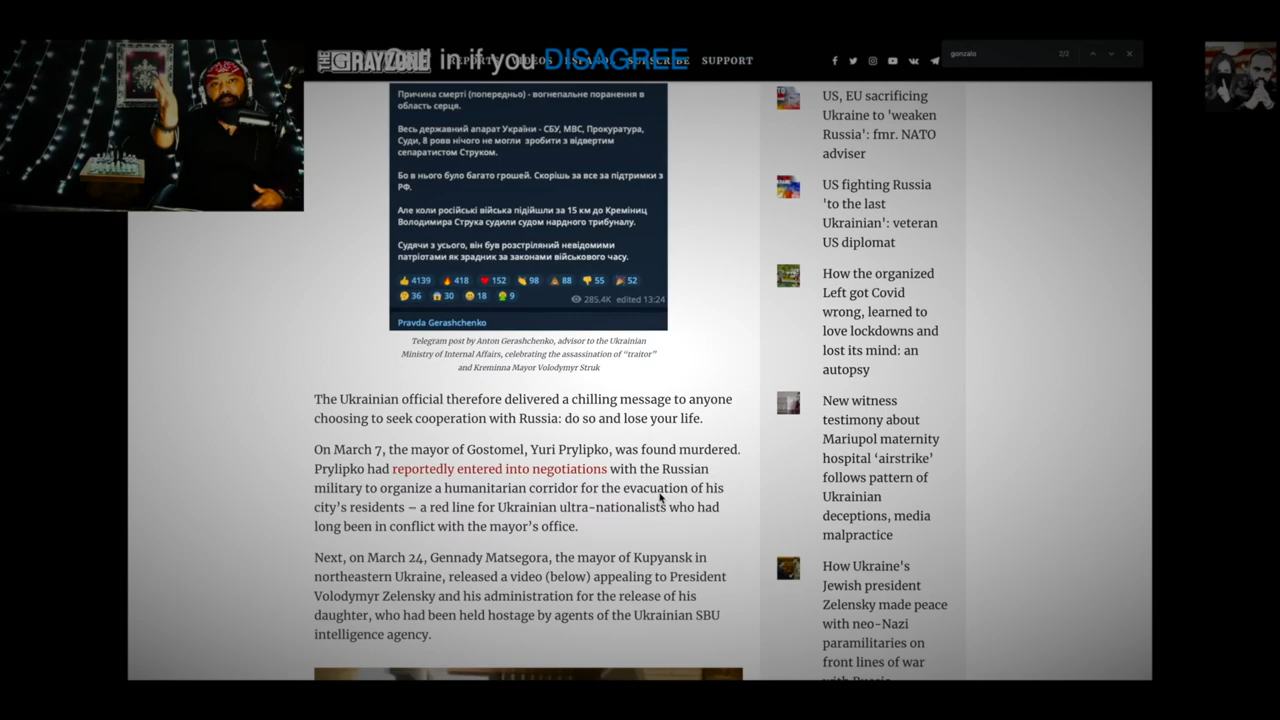 in if you DISAGREE
THE GRAYZONE
REPORTS VIDEOS ESPAÑOL SUBSCRIBE SUPPORT
gonzalo 2/2
Причина смерті (попередньо) - вогнепальне поранення в
область серця.
Весь державний апарат України - СБУ, МВС, Прокуратура,
Суди, 8 ровв нічого не могли зробити з відвертим
сепаратистом Струком.
Бо в нього було багато грошей. Скорішь за все за підтримки з
РФ.
Але коли російські війська підійшли за 15 км до Креміниц
Володимира Струка судили судом нардного трибуналу.
Судячи з усього, він був розстріляний невідомими
патріотами як зрадник за законами військового часу.
4139 418 152 98 88 55 52
36 30 18 9 285.4K edited 13:24
Pravda Gerashchenko
Telegram post by Anton Gerashchenko, advisor to the Ukrainian
Ministry of Internal Affairs, celebrating the assassination of “traitor”
and Kreminna Mayor Volodymyr Struk
The Ukrainian official therefore delivered a chilling message to anyone
choosing to seek cooperation with Russia: do so and lose your life.
On March 7, the mayor of Gostomel, Yuri Prylipko, was found murdered.
Prylipko had reportedly entered into negotiations with the Russian
military to organize a humanitarian corridor for the evacuation of his
city’s residents – a red line for Ukrainian ultra-nationalists who had
long been in conflict with the mayor’s office.
Next, on March 24, Gennady Matsegora, the mayor of Kupyansk in
northeastern Ukraine, released a video (below) appealing to President
Volodymyr Zelensky and his administration for the release of his
daughter, who had been held hostage by agents of the Ukrainian SBU
intelligence agency.
US, EU sacrificing
Ukraine to 'weaken
Russia': fmr. NATO
adviser
US fighting Russia
'to the last
Ukrainian': veteran
US diplomat
How the organized
Left got Covid
wrong, learned to
love lockdowns and
lost its mind: an
autopsy
New witness
testimony about
Mariupol maternity
hospital ‘airstrike’
follows pattern of
Ukrainian
deceptions, media
malpractice
How Ukraine's
Jewish president
Zelensky made peace
with neo-Nazi
paramilitaries on
front lines of war
with Russia